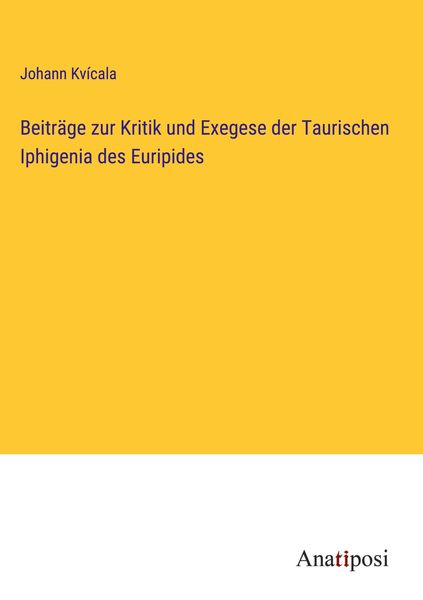 Johann Kvícala
Beiträge zur Kritik und Exegese der Taurischen
Iphigenia des Euripides
Anatiposi